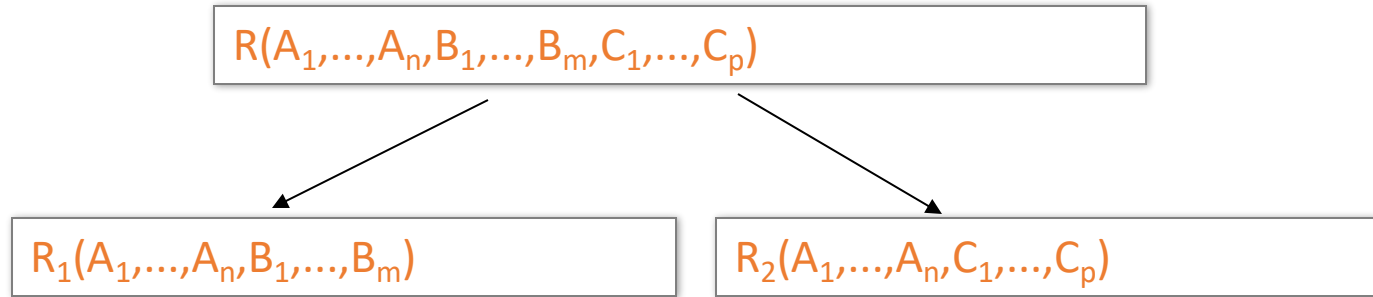 R(A₁,...,Aₙ,B₁,...,Bₘ,C₁,...,Cₚ)
R₁(A₁,...,Aₙ,B₁,...,Bₘ)
R₂(A₁,...,Aₙ,C₁,...,Cₚ)